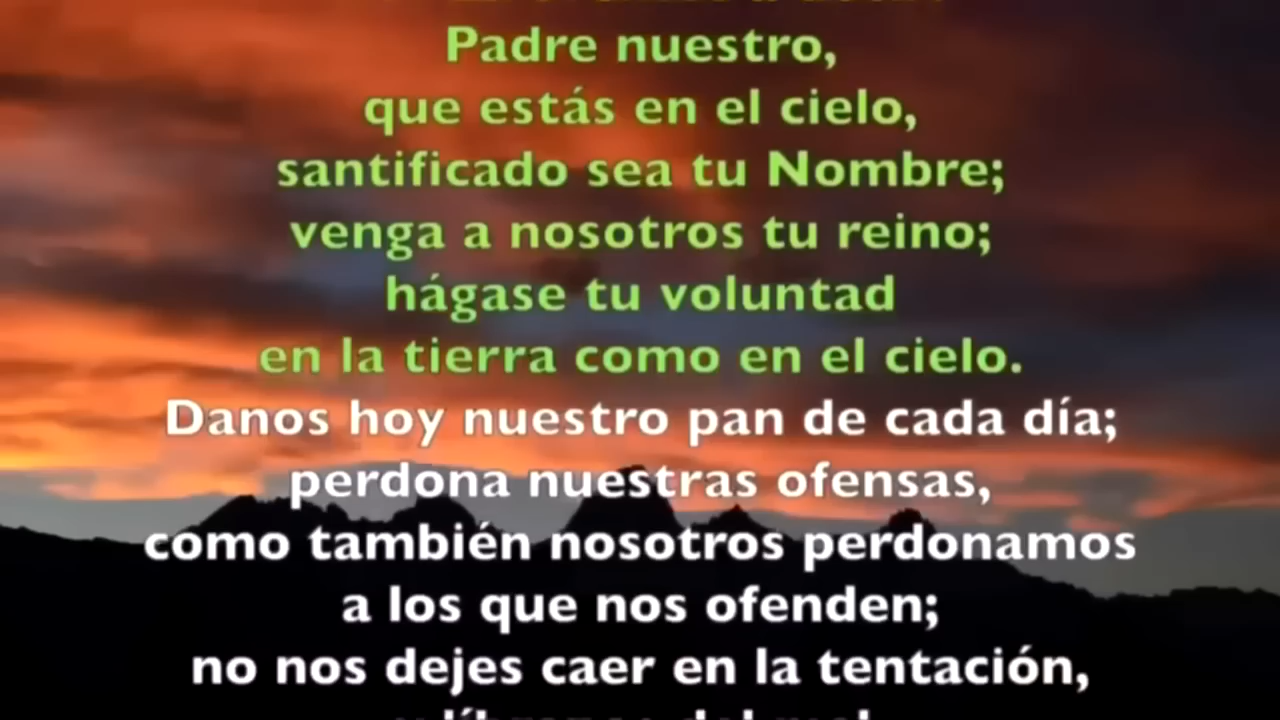 Padre nuestro,
que estás en el cielo,
santificado sea tu Nombre;
venga a nosotros tu reino;
hágase tu voluntad
en la tierra como en el cielo.
Danos hoy nuestro pan de cada día;
perdona nuestras ofensas,
como también nosotros perdonamos
a los que nos ofenden;
no nos dejes caer en la tentación,